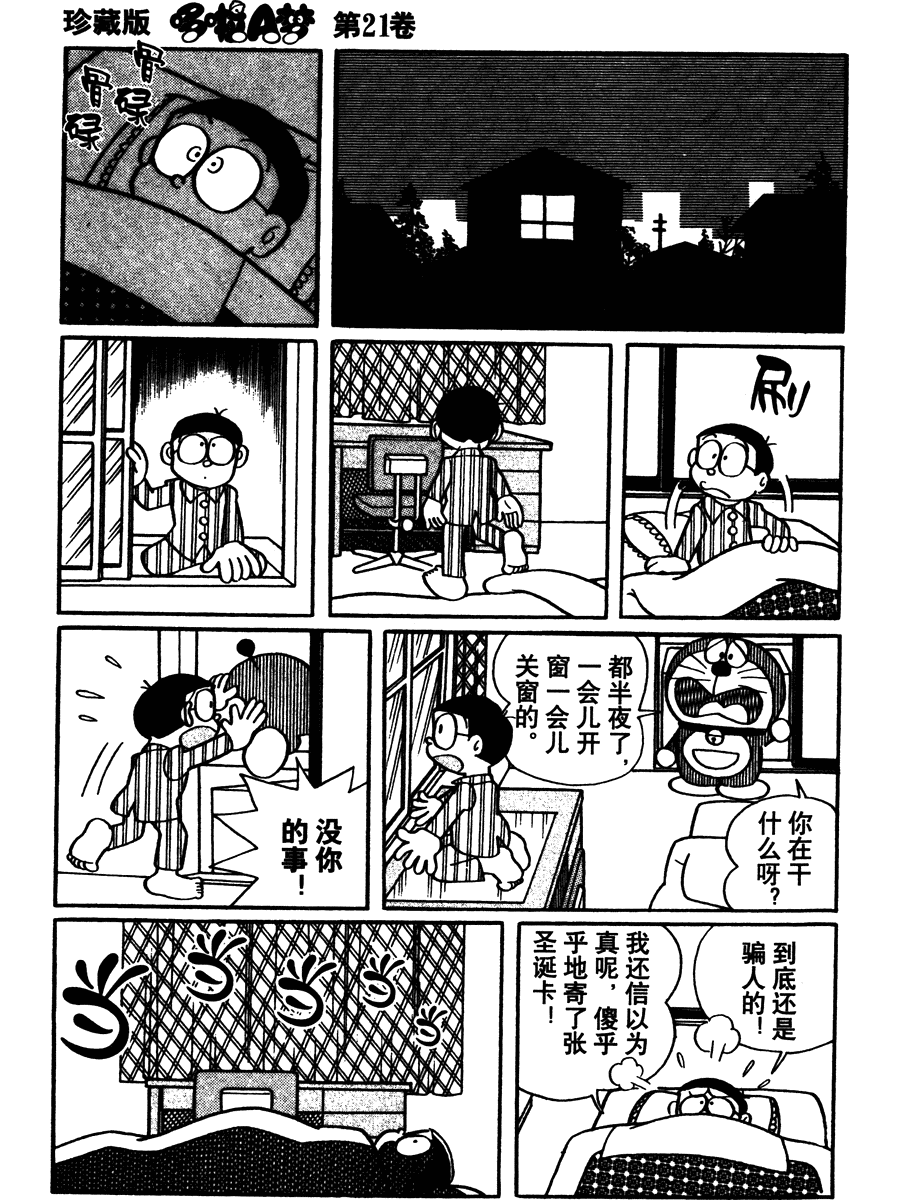 珍藏版 哆啦A梦 第21卷
骨碌
骨碌
刷
你在干
什么呀?
都半夜了，
一会儿开
窗一会儿
关窗的。
没你
的事!
到底还是
骗人的!
我还信以为
真呢，傻乎
乎地寄了张
圣诞卡!